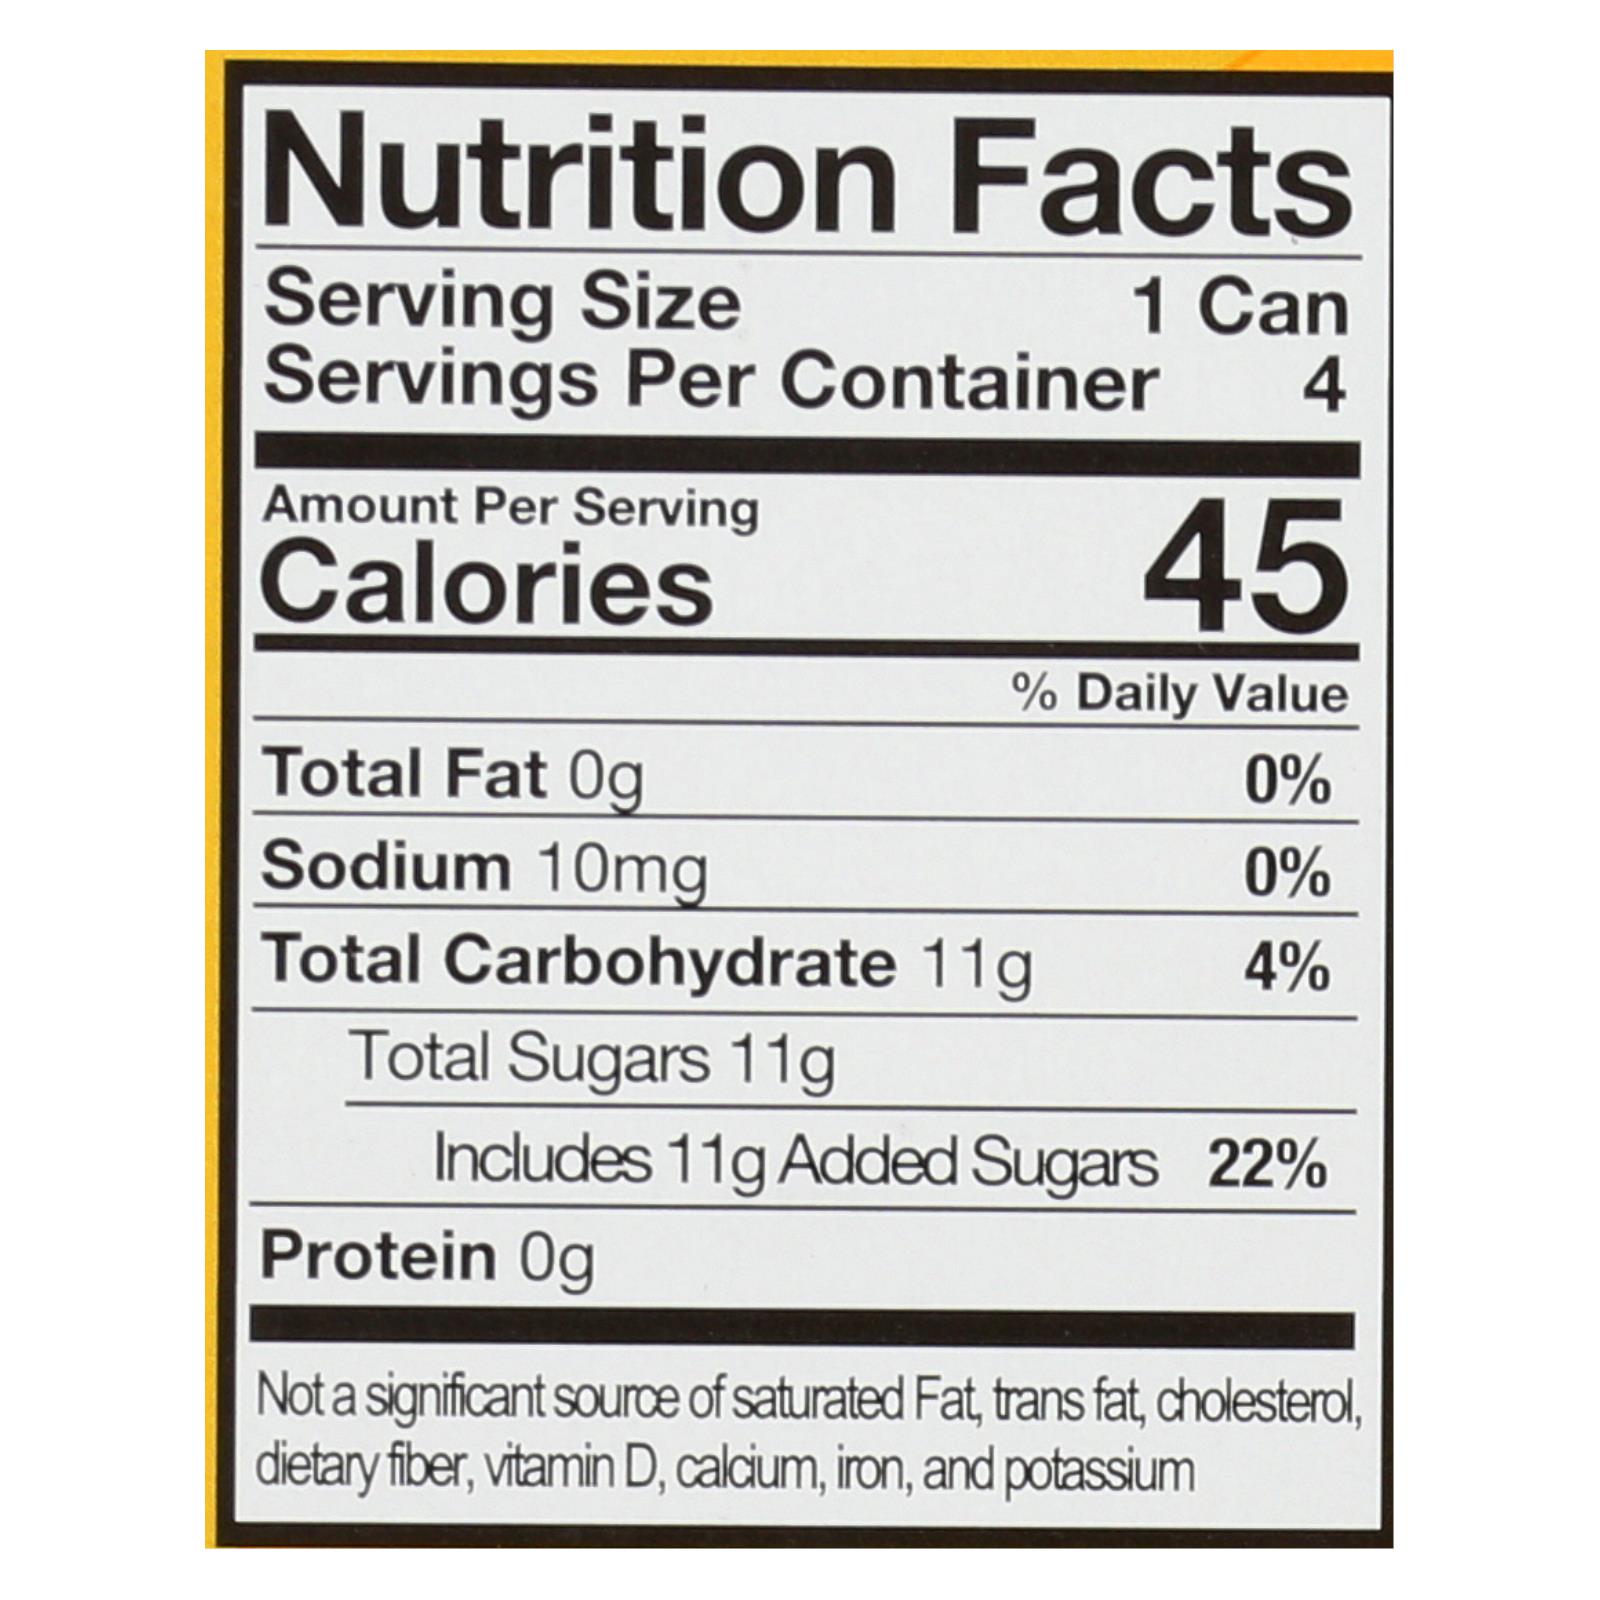 Nutrition Facts
Serving Size 1 Can
Servings Per Container 4
Amount Per Serving
Calories 45
% Daily Value
Total Fat 0g 0%
Sodium 10mg 0%
Total Carbohydrate 11g 4%
Total Sugars 11g
Includes 11g Added Sugars 22%
Protein 0g
Not a significant source of saturated Fat, trans fat, cholesterol,
dietary fiber, vitamin D, calcium, iron, and potassium